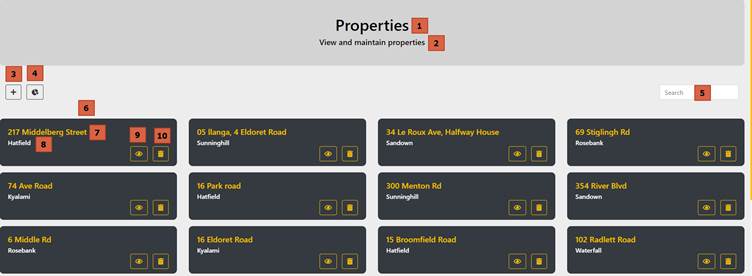 Properties 1
View and maintain properties 2
3 4
Search 5
6
217 Middelberg Street 7
Hatfield 8
9 10
05 Ilanga, 4 Eldoret Road
Sunninghill
34 Le Roux Ave, Halfway House
Sandown
69 Stiglingh Rd
Rosebank
74 Ave Road
Kyalami
16 Park road
Hatfield
300 Menton Rd
Sunninghill
354 River Blvd
Sandown
6 Middle Rd
Rosebank
16 Eldoret Road
Kyalami
15 Broomfield Road
Hatfield
102 Radlett Road
Waterfall